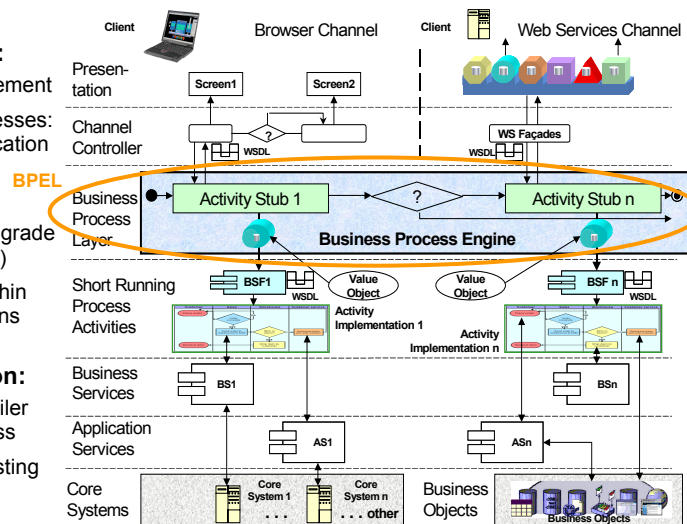 Client
Browser Channel
Client
Web Services Channel
:
ement
esses:
cation
BPEL
grade
)
hin
ns
on:
iler
ss
sting
Presen-
tation
Screen1
Screen2
Channel
Controller
?
WSDL
WSDL
WS Façades
Business
Process
Layer
Activity Stub 1
?
Activity Stub n
Business Process Engine
Short Running
Process
Activities
BSF1
WSDL
Value
Object
Value
Object
BSF n
WSDL
Activity
Implementation 1
Activity
Implementation n
Business
Services
BS1
BSn
Application
Services
AS1
ASn
Core
Systems
Core
System 1
Core
System n
. . .
. . . other
Business
Objects
Business Objects